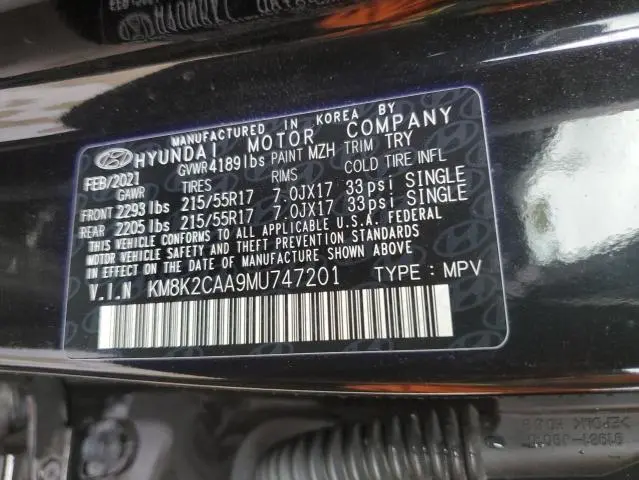 MANUFACTURED IN KOREA BY
HYUNDAI MOTOR COMPANY
FEB/2021 GVWR 4189lbs PAINT MZH TRIM TRY
GAWR TIRES RIMS COLD TIRE INFL
FRONT 2293 lbs 215/55R17 7.0JX17 33psi SINGLE
REAR 2205 lbs 215/55R17 7.0JX17 33psi SINGLE
THIS VEHICLE CONFORMS TO ALL APPLICABLE U.S.A. FEDERAL
MOTOR VEHICLE SAFETY, BUMPER, AND THEFT PREVENTION STANDARDS
IN EFFECT ON THE DATE OF MANUFACTURE SHOWN ABOVE.
V.I.N KM8K2CAA9MU747201 TYPE : MPV